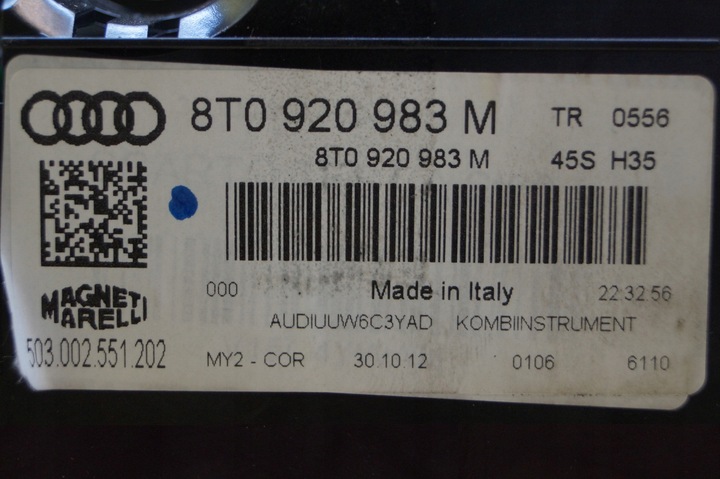 8T0 920 983 M TR 0556
8T0 920 983 M 45S H35
000 Made in Italy 22:32:56
MAGNETI MARELLI
AUDIUUW6C3YAD KOMBIINSTRUMENT
503.002.551.202 MY2 - COR 30.10.12 0106 6110